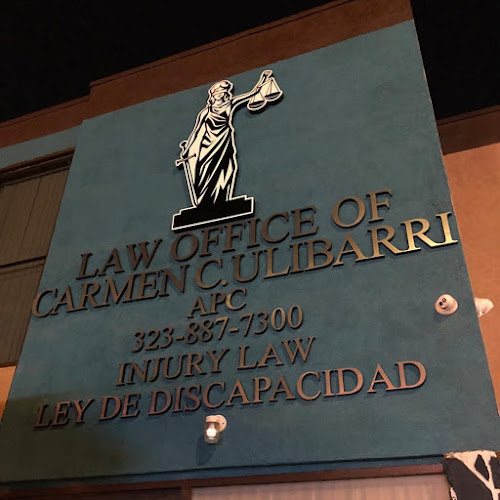 LAW OFFICE OF
CARMEN C. ULIBARRI
APC
323-887-7300
INJURY LAW
LEY DE DISCAPACIDAD